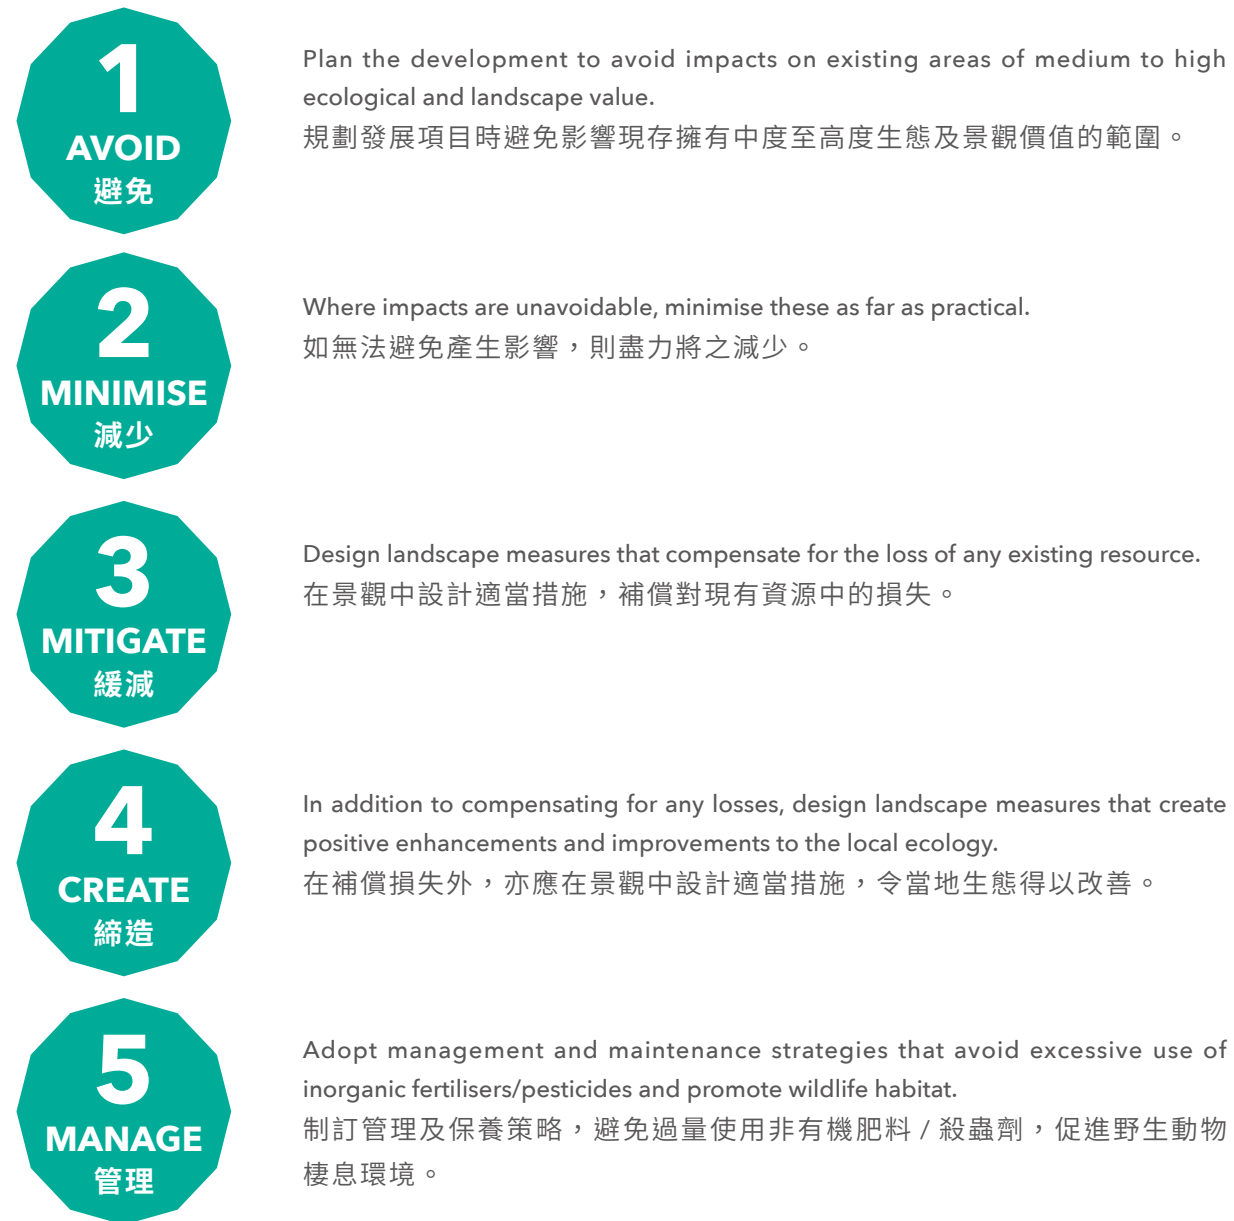 1
AVOID
避免
Plan the development to avoid impacts on existing areas of medium to high
ecological and landscape value.
規劃發展項目時避免影響現存擁有中度至高度生態及景觀價值的範圍。
2
MINIMISE
減少
Where impacts are unavoidable, minimise these as far as practical.
如無法避免產生影響，則盡力將之減少。
3
MITIGATE
緩減
Design landscape measures that compensate for the loss of any existing resource.
在景觀中設計適當措施，補償對現有資源中的損失。
4
CREATE
締造
In addition to compensating for any losses, design landscape measures that create
positive enhancements and improvements to the local ecology.
在補償損失外，亦應在景觀中設計適當措施，令當地生態得以改善。
5
MANAGE
管理
Adopt management and maintenance strategies that avoid excessive use of
inorganic fertilisers/pesticides and promote wildlife habitat.
制訂管理及保養策略，避免過量使用非有機肥料 / 殺蟲劑，促進野生動物
棲息環境。